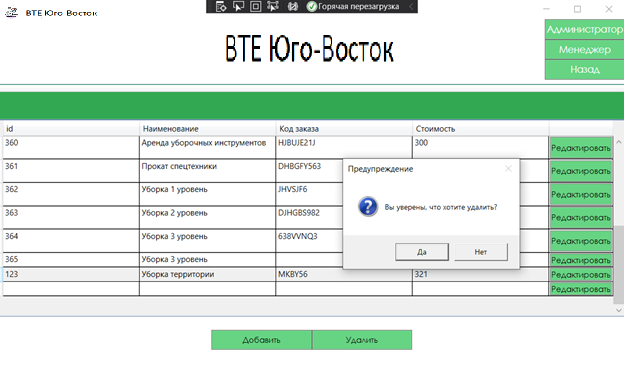 ВТЕ Юго-Восток
Горячая перезагрузка
ВТЕ Юго-Восток
Администратор
Менеджер
Назад
id Наименование Код заказа Стоимость
360 Аренда уборочных инструментов HJBUJE21J 300 Редактировать
361 Прокат спецтехники DHBGFY563 Редактировать
362 Уборка 1 уровень JHVSJF6 Редактировать
363 Уборка 2 уровень DJHGBS982 Редактировать
364 Уборка 3 уровень 638VVNQ3 Редактировать
365 Уборка 3 уровень Редактировать
123 Уборка территории MKBY56 321 Редактировать
Редактировать
Предупреждение
Вы уверены, что хотите удалить?
Да Нет
Добавить Удалить